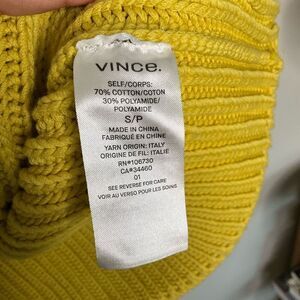 VINCE.
SELF/CORPS:
70% COTTON/COTON
30% POLYAMIDE/
POLYAMIDE
S/P
MADE IN CHINA
FABRIQUÉ EN CHINE
YARN ORIGIN: ITALY
ORIGINE DE FIL: ITALIE
RN#106730
CA#34460
01
SEE REVERSE FOR CARE
VOIR AU VERSO POUR LES SOINS